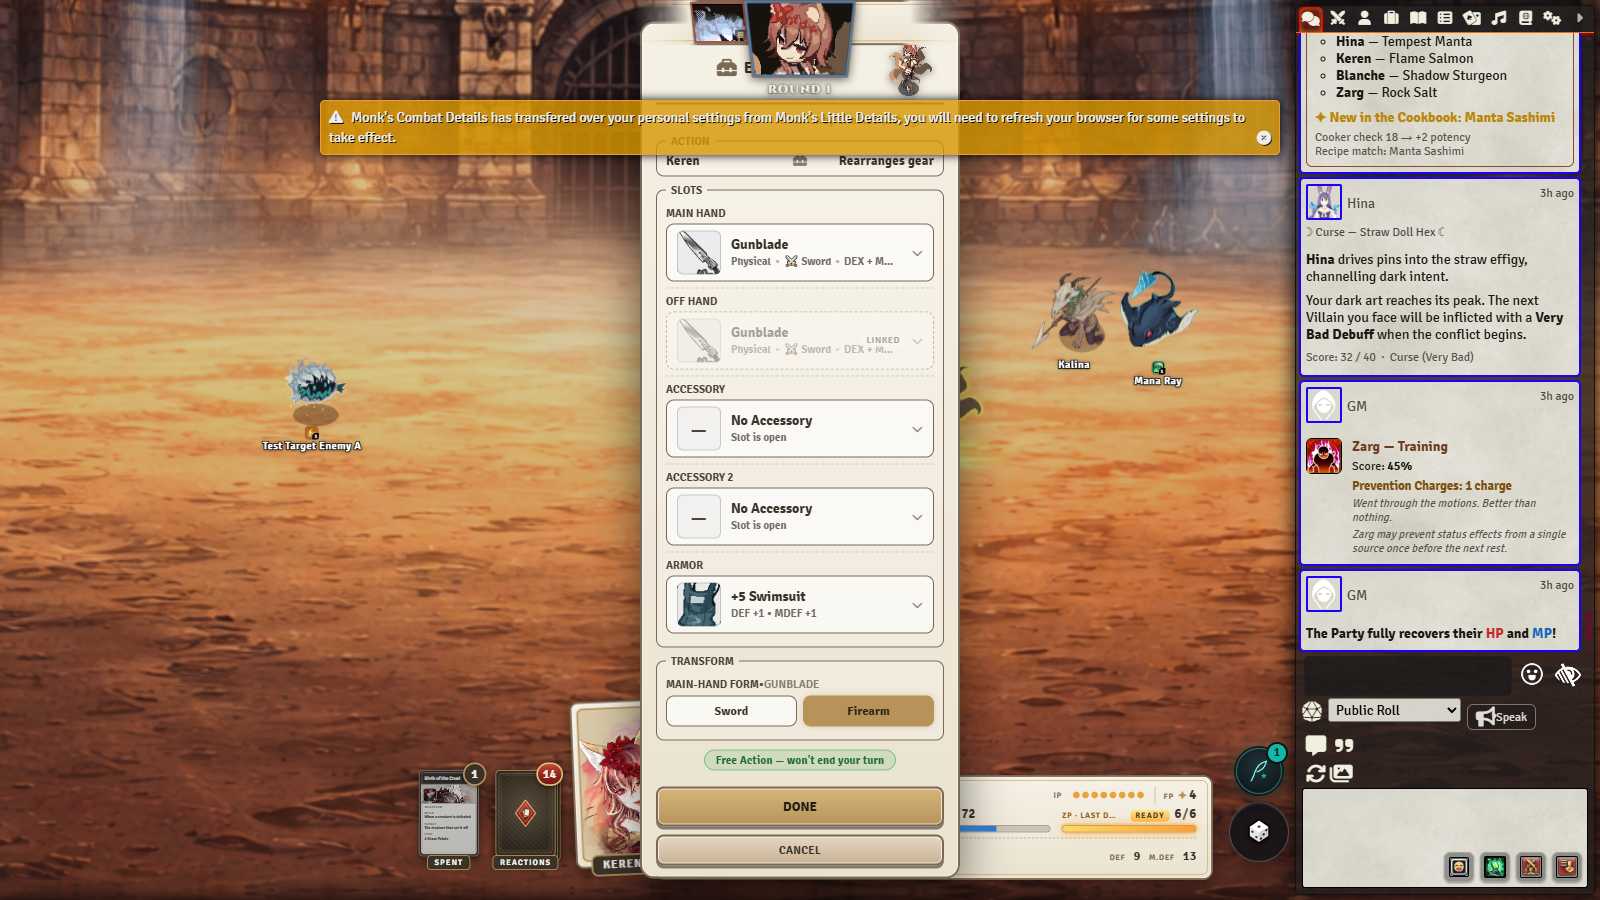 ROUND 1
Monk's Combat Details has transfered over your personal settings from Monk's Little Details, you will need to refresh your browser for some settings to
take effect.
ACTION
Keren Rearranges gear
SLOTS
MAIN HAND
Gunblade
Physical • Sword • DEX + M...
OFF HAND
Gunblade
LINKED
Physical • Sword • DEX + M...
ACCESSORY
No Accessory
Slot is open
ACCESSORY 2
No Accessory
Slot is open
ARMOR
+5 Swimsuit
DEF +1 • MDEF +1
TRANSFORM
MAIN-HAND FORM•GUNBLADE
Sword
Firearm
Free Action — won't end your turn
DONE
CANCEL
Test Target Enemy A
Kalina
Mana Ray
Birth of the Cruel
1
SPENT
14
REACTIONS
KEREN
IP
FP 4
72
ZP - LAST D...
READY
6/6
DEF 9 M.DEF 13
1
Hina — Tempest Manta
Keren — Flame Salmon
Blanche — Shadow Sturgeon
Zarg — Rock Salt
New in the Cookbook: Manta Sashimi
Cooker check 18 → +2 potency
Recipe match: Manta Sashimi
Hina
3h ago
Curse — Straw Doll Hex
Hina drives pins into the straw effigy,
channelling dark intent.
Your dark art reaches its peak. The next
Villain you face will be inflicted with a Very
Bad Debuff when the conflict begins.
Score: 32 / 40 · Curse (Very Bad)
GM
3h ago
Zarg — Training
Score: 45%
Prevention Charges: 1 charge
Went through the motions. Better than
nothing.
Zarg may prevent status effects from a single
source once before the next rest.
GM
3h ago
The Party fully recovers their HP and MP!
Public Roll
Speak